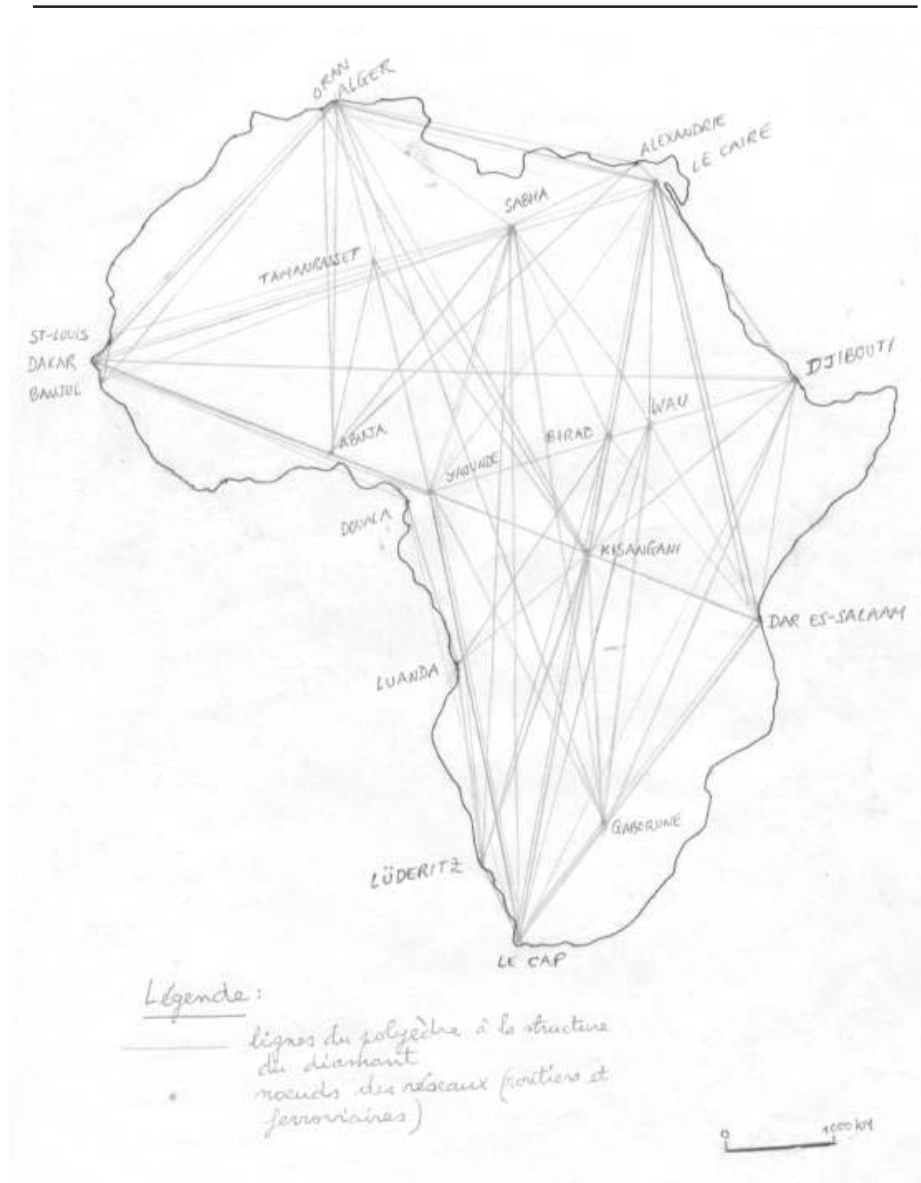 ORAN
ALGER
ALEXANDRIE
LE CAIRE
SABHA
TAMANRASSET
ST-LOUIS
DAKAR
BANJUL
DJIBOUTI
WAU
BIRAO
ABUJA
YAOUNDE
DOUALA
KISANGANI
DAR ES-SALAAM
LUANDA
GABERONE
LÜDERITZ
LE CAP
Légende :
lignes du polyèdre à la structure
du diamant
noeuds des réseaux (routiers et
ferroviaires)
0 1000 km